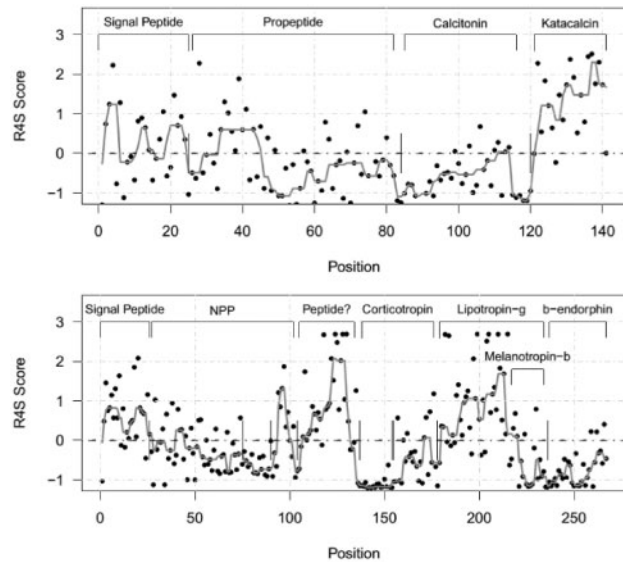 Signal Peptide Propeptide Calcitonin Katacalcin
3
2
1
0
−1
R4S Score
0 20 40 60 80 100 120 140
Position
Signal Peptide NPP Peptide? Corticotropin Lipotropin-g b-endorphin
Melanotropin-b
3
2
1
0
−1
R4S Score
0 50 100 150 200 250
Position